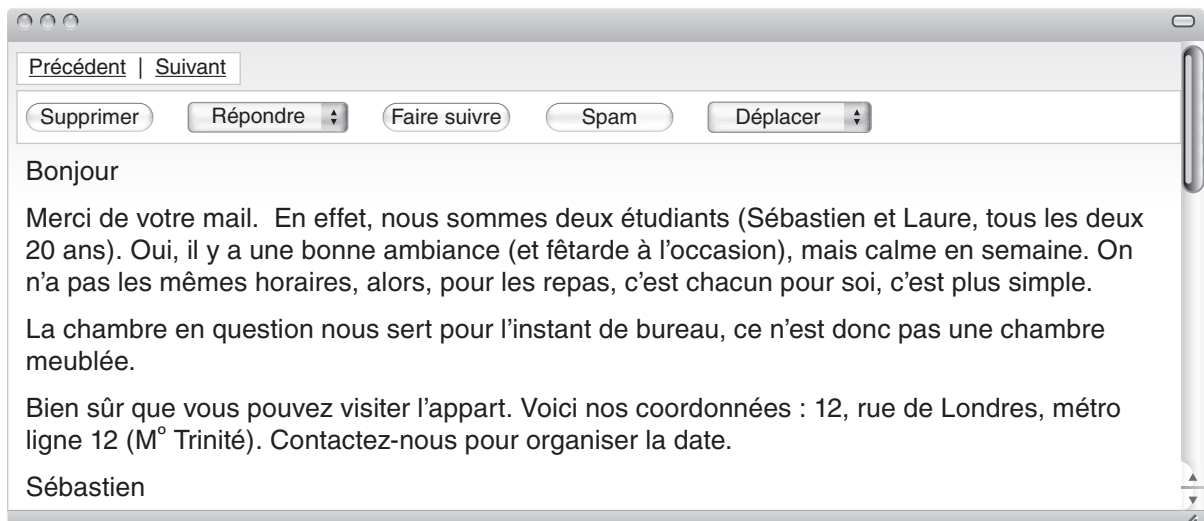 Précédent | Suivant
Supprimer Répondre Faire suivre Spam Déplacer
Bonjour
Merci de votre mail.  En effet, nous sommes deux étudiants (Sébastien et Laure, tous les deux
20 ans). Oui, il y a une bonne ambiance (et fêtarde à l’occasion), mais calme en semaine. On
n’a pas les mêmes horaires, alors, pour les repas, c’est chacun pour soi, c’est plus simple.
La chambre en question nous sert pour l’instant de bureau, ce n’est donc pas une chambre
meublée.
Bien sûr que vous pouvez visiter l’appart. Voici nos coordonnées : 12, rue de Londres, métro
ligne 12 (M° Trinité). Contactez-nous pour organiser la date.
Sébastien